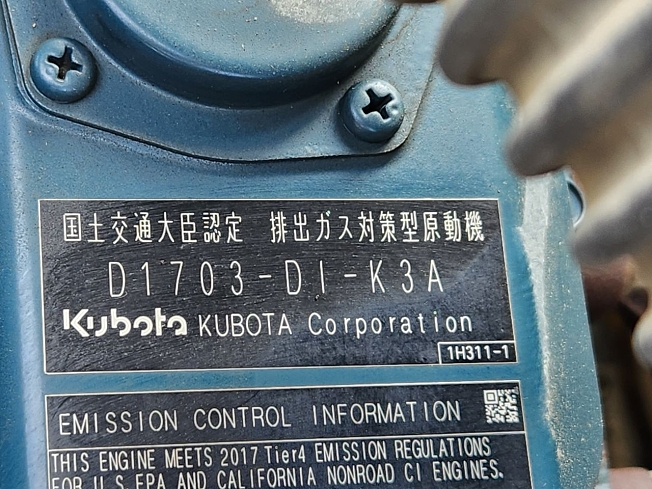 国土交通大臣認定 排出ガス対策型原動機
D1703-DI-K3A
Kubota KUBOTA Corporation
1H311-1
EMISSION CONTROL INFORMATION
THIS ENGINE MEETS 2017 Tier4 EMISSION REGULATIONS
FOR U.S EPA AND CALIFORNIA NONROAD CI ENGINES.